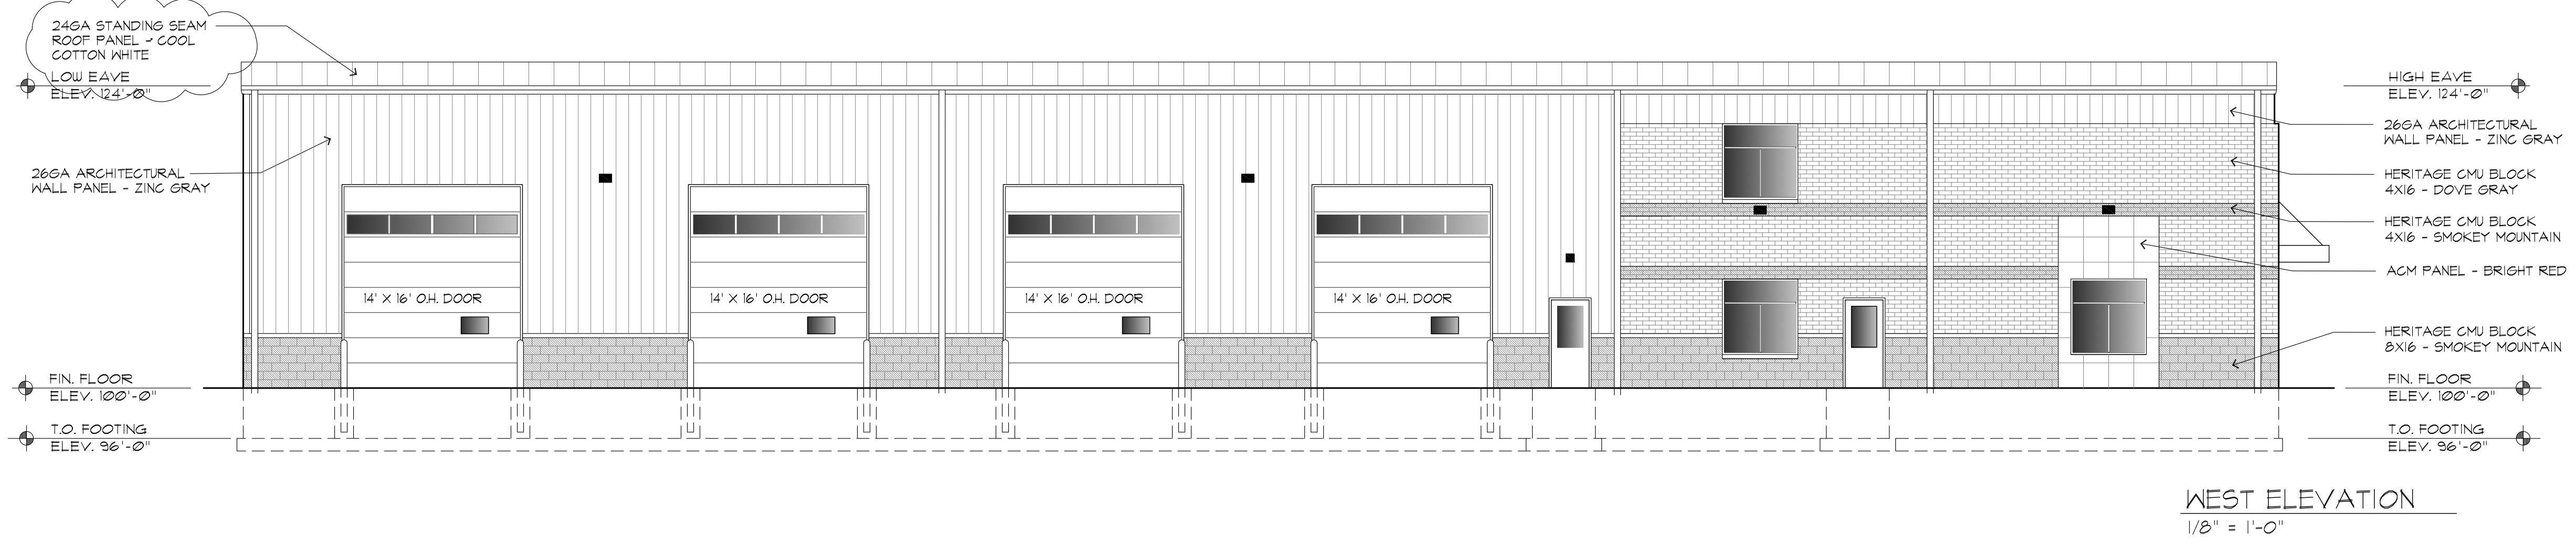 24GA STANDING SEAM
ROOF PANEL - COOL
COTTON WHITE
LOW EAVE
ELEV. 124'-0"
26GA ARCHITECTURAL
WALL PANEL - ZINC GRAY
FIN. FLOOR
ELEV. 100'-0"
T.O. FOOTING
ELEV. 96'-0"
14' X 16' O.H. DOOR
14' X 16' O.H. DOOR
14' X 16' O.H. DOOR
14' X 16' O.H. DOOR
HIGH EAVE
ELEV. 124'-0"
26GA ARCHITECTURAL
WALL PANEL - ZINC GRAY
HERITAGE CMU BLOCK
4X16 - DOVE GRAY
HERITAGE CMU BLOCK
4X16 - SMOKEY MOUNTAIN
ACM PANEL - BRIGHT RED
HERITAGE CMU BLOCK
8X16 - SMOKEY MOUNTAIN
FIN. FLOOR
ELEV. 100'-0"
T.O. FOOTING
ELEV. 96'-0"
WEST ELEVATION
1/8" = 1'-0"